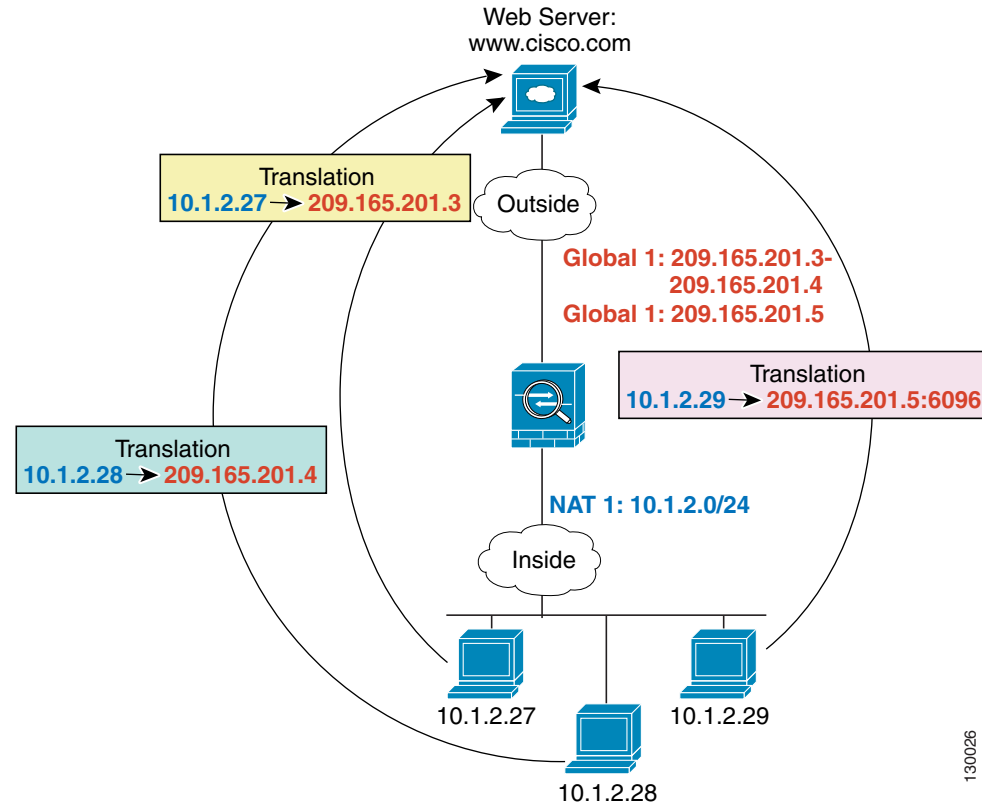 Web Server:
www.cisco.com
Translation
10.1.2.27 209.165.201.3
Outside
Global 1: 209.165.201.3-
209.165.201.4
Global 1: 209.165.201.5
Translation
10.1.2.29 209.165.201.5:6096
Translation
10.1.2.28 209.165.201.4
NAT 1: 10.1.2.0/24
Inside
10.1.2.27
10.1.2.29
10.1.2.28
130026